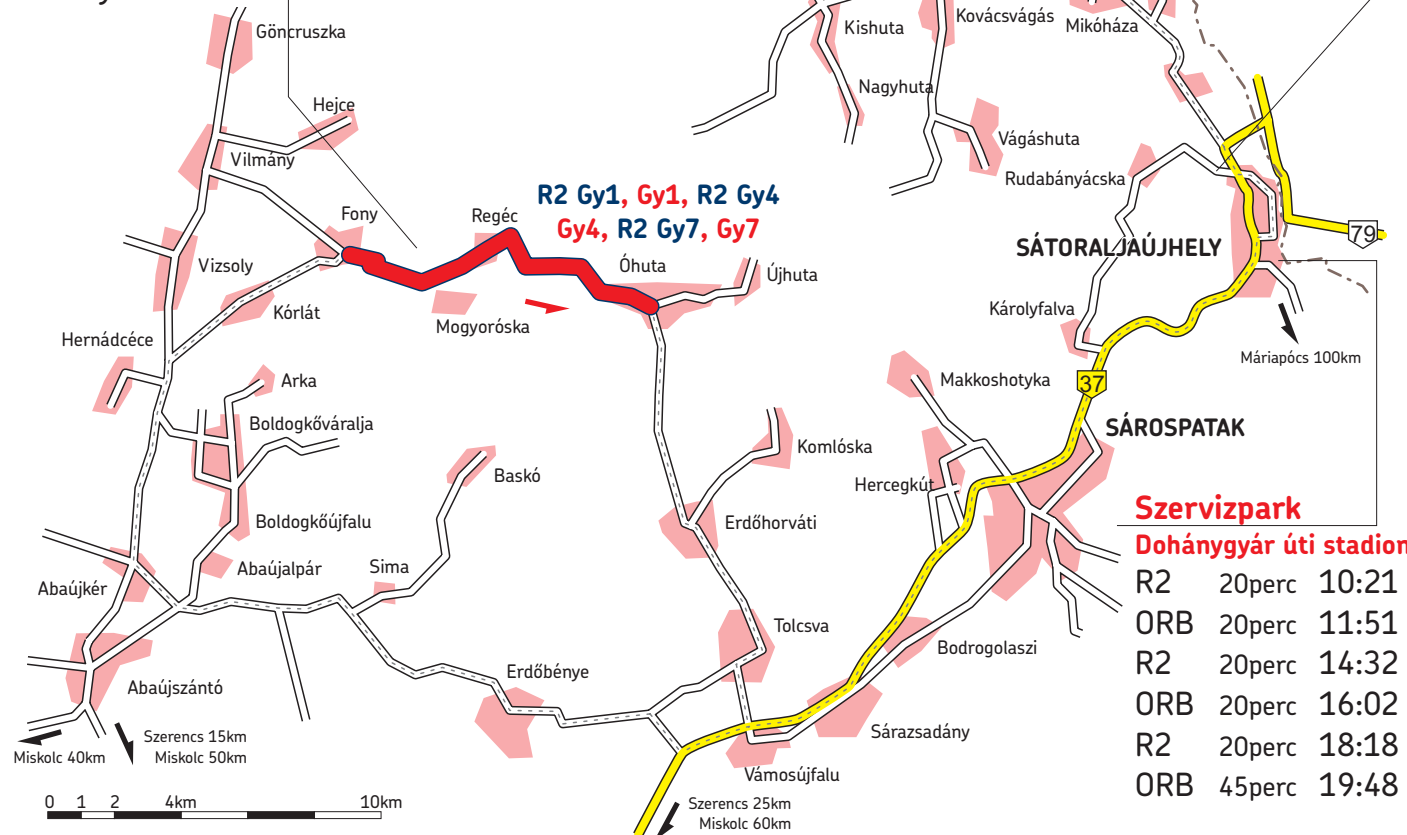 Göncruszka
Kishuta
Kovácsvágás
Mikóháza
Hejce
Nagyhuta
Vilmány
Vágáshuta
Rudabányácska
R2 Gy1, Gy1, R2 Gy4
Gy4, R2 Gy7, Gy7
Fony
Regéc
Óhuta
Újhuta
SÁTORALJAÚJHELY
79
Vizsoly
Kórlát
Mogyoróska
Károlyfalva
Hernádcéce
Máriapócs 100km
Arka
Makkoshotyka
37
Boldogkőváralja
SÁROSPATAK
Baskó
Komlóska
Hercegkút
Boldogkőújfalu
Erdőhorváti
Abaújkér
Abaújalpár
Sima
Szervizpark
Dohánygyár úti stadion
R2 20perc 10:21
ORB 20perc 11:51
R2 20perc 14:32
ORB 20perc 16:02
R2 20perc 18:18
ORB 45perc 19:48
Tolcsva
Bodrogolaszi
Erdőbénye
Abaújszántó
Sárazsadány
Szerencs 15km
Miskolc 40km
Miskolc 50km
Vámosújfalu
0 1 2 4km 10km
Szerencs 25km
Miskolc 60km